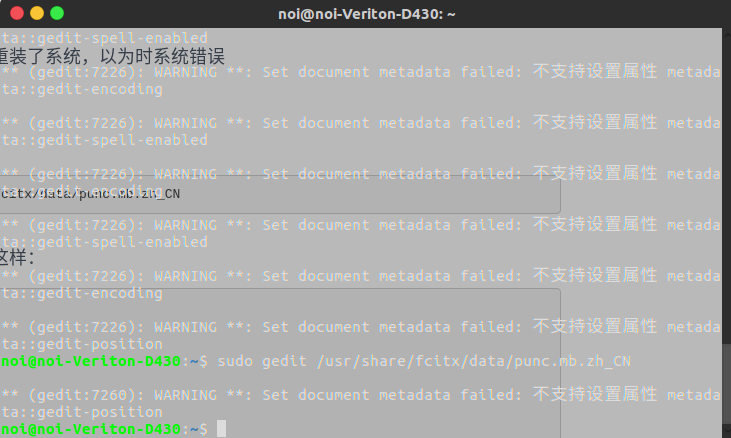 noi@noi-Veriton-D430: ~
ta::gedit-spell-enabled
重装了系统，以为时系统错误
** (gedit:7226): WARNING **: Set document metadata failed: 不支持设置属性 metada
ta::gedit-encoding
** (gedit:7226): WARNING **: Set document metadata failed: 不支持设置属性 metada
ta::gedit-spell-enabled
** (gedit:7226): WARNING **: Set document metadata failed: 不支持设置属性 metada
ta::gedit-encoding
citx/data/punc.mb.zh_CN
** (gedit:7226): WARNING **: Set document metadata failed: 不支持设置属性 metada
ta::gedit-spell-enabled
这样：
** (gedit:7226): WARNING **: Set document metadata failed: 不支持设置属性 metada
ta::gedit-encoding
** (gedit:7226): WARNING **: Set document metadata failed: 不支持设置属性 metada
ta::gedit-position
noi@noi-Veriton-D430:~$ sudo gedit /usr/share/fcitx/data/punc.mb.zh_CN
** (gedit:7260): WARNING **: Set document metadata failed: 不支持设置属性 metada
ta::gedit-position
noi@noi-Veriton-D430:~$